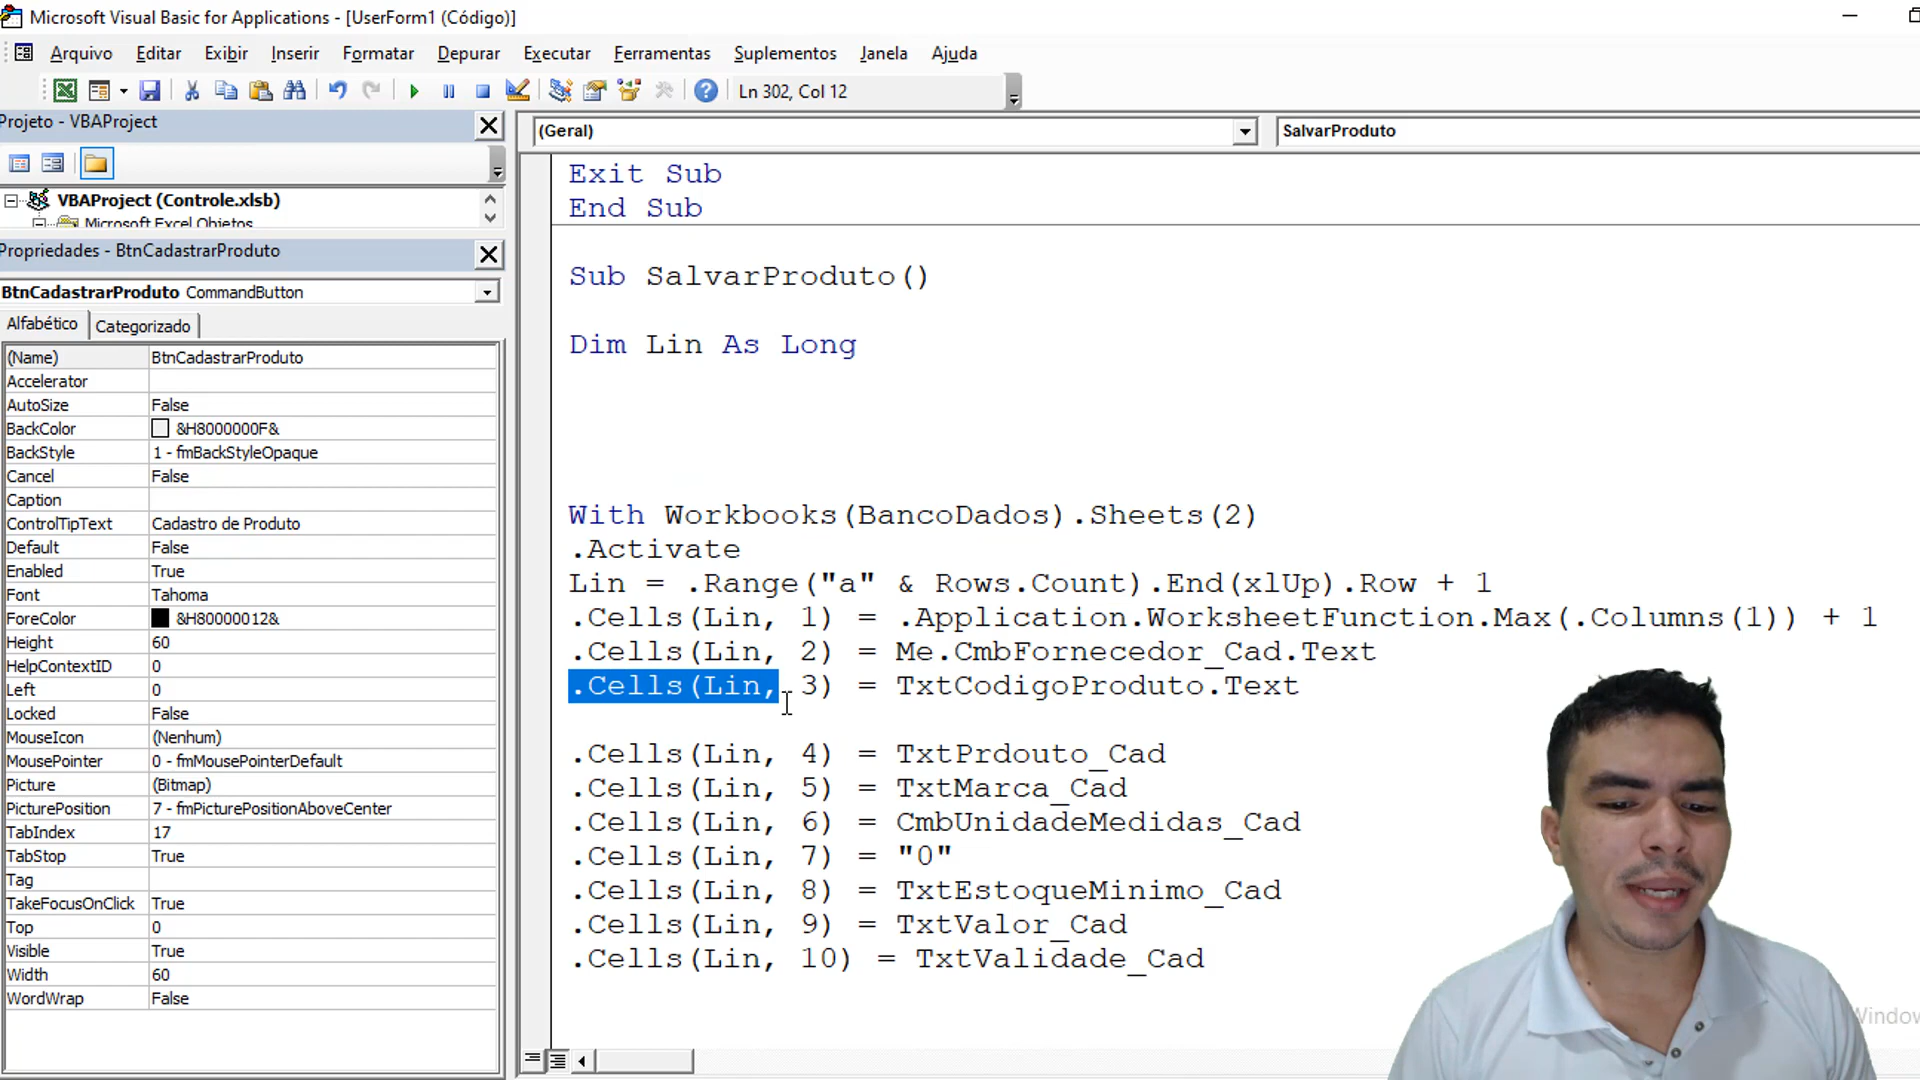 Microsoft Visual Basic for Applications - [UserForm1 (Código)]
Arquivo Editar Exibir Inserir Formatar Depurar Executar Ferramentas Suplementos Janela Ajuda
Ln 302, Col 12
Projeto - VBAProject
VBAProject (Controle.xlsb)
Microsoft Excel Objetos
Propriedades - BtnCadastrarProduto
BtnCadastrarProduto CommandButton
Alfabético Categorizado
(Name) BtnCadastrarProduto
Accelerator
AutoSize False
BackColor &H8000000F&
BackStyle 1 - fmBackStyleOpaque
Cancel False
Caption
ControlTipText Cadastro de Produto
Default False
Enabled True
Font Tahoma
ForeColor &H80000012&
Height 60
HelpContextID 0
Left 0
Locked False
MouseIcon (Nenhum)
MousePointer 0 - fmMousePointerDefault
Picture (Bitmap)
PicturePosition 7 - fmPicturePositionAboveCenter
TabIndex 17
TabStop True
Tag
TakeFocusOnClick True
Top 0
Visible True
Width 60
WordWrap False
(Geral) SalvarProduto
Exit Sub
End Sub
Sub SalvarProduto()
Dim Lin As Long
With Workbooks(BancoDados).Sheets(2)
.Activate
Lin = .Range("a" & Rows.Count).End(xlUp).Row + 1
.Cells(Lin, 1) = .Application.WorksheetFunction.Max(.Columns(1)) + 1
.Cells(Lin, 2) = Me.CmbFornecedor_Cad.Text
.Cells(Lin, 3) = TxtCodigoProduto.Text
.Cells(Lin, 4) = TxtPrdouto_Cad
.Cells(Lin, 5) = TxtMarca_Cad
.Cells(Lin, 6) = CmbUnidadeMedidas_Cad
.Cells(Lin, 7) = "0"
.Cells(Lin, 8) = TxtEstoqueMinimo_Cad
.Cells(Lin, 9) = TxtValor_Cad
.Cells(Lin, 10) = TxtValidade_Cad